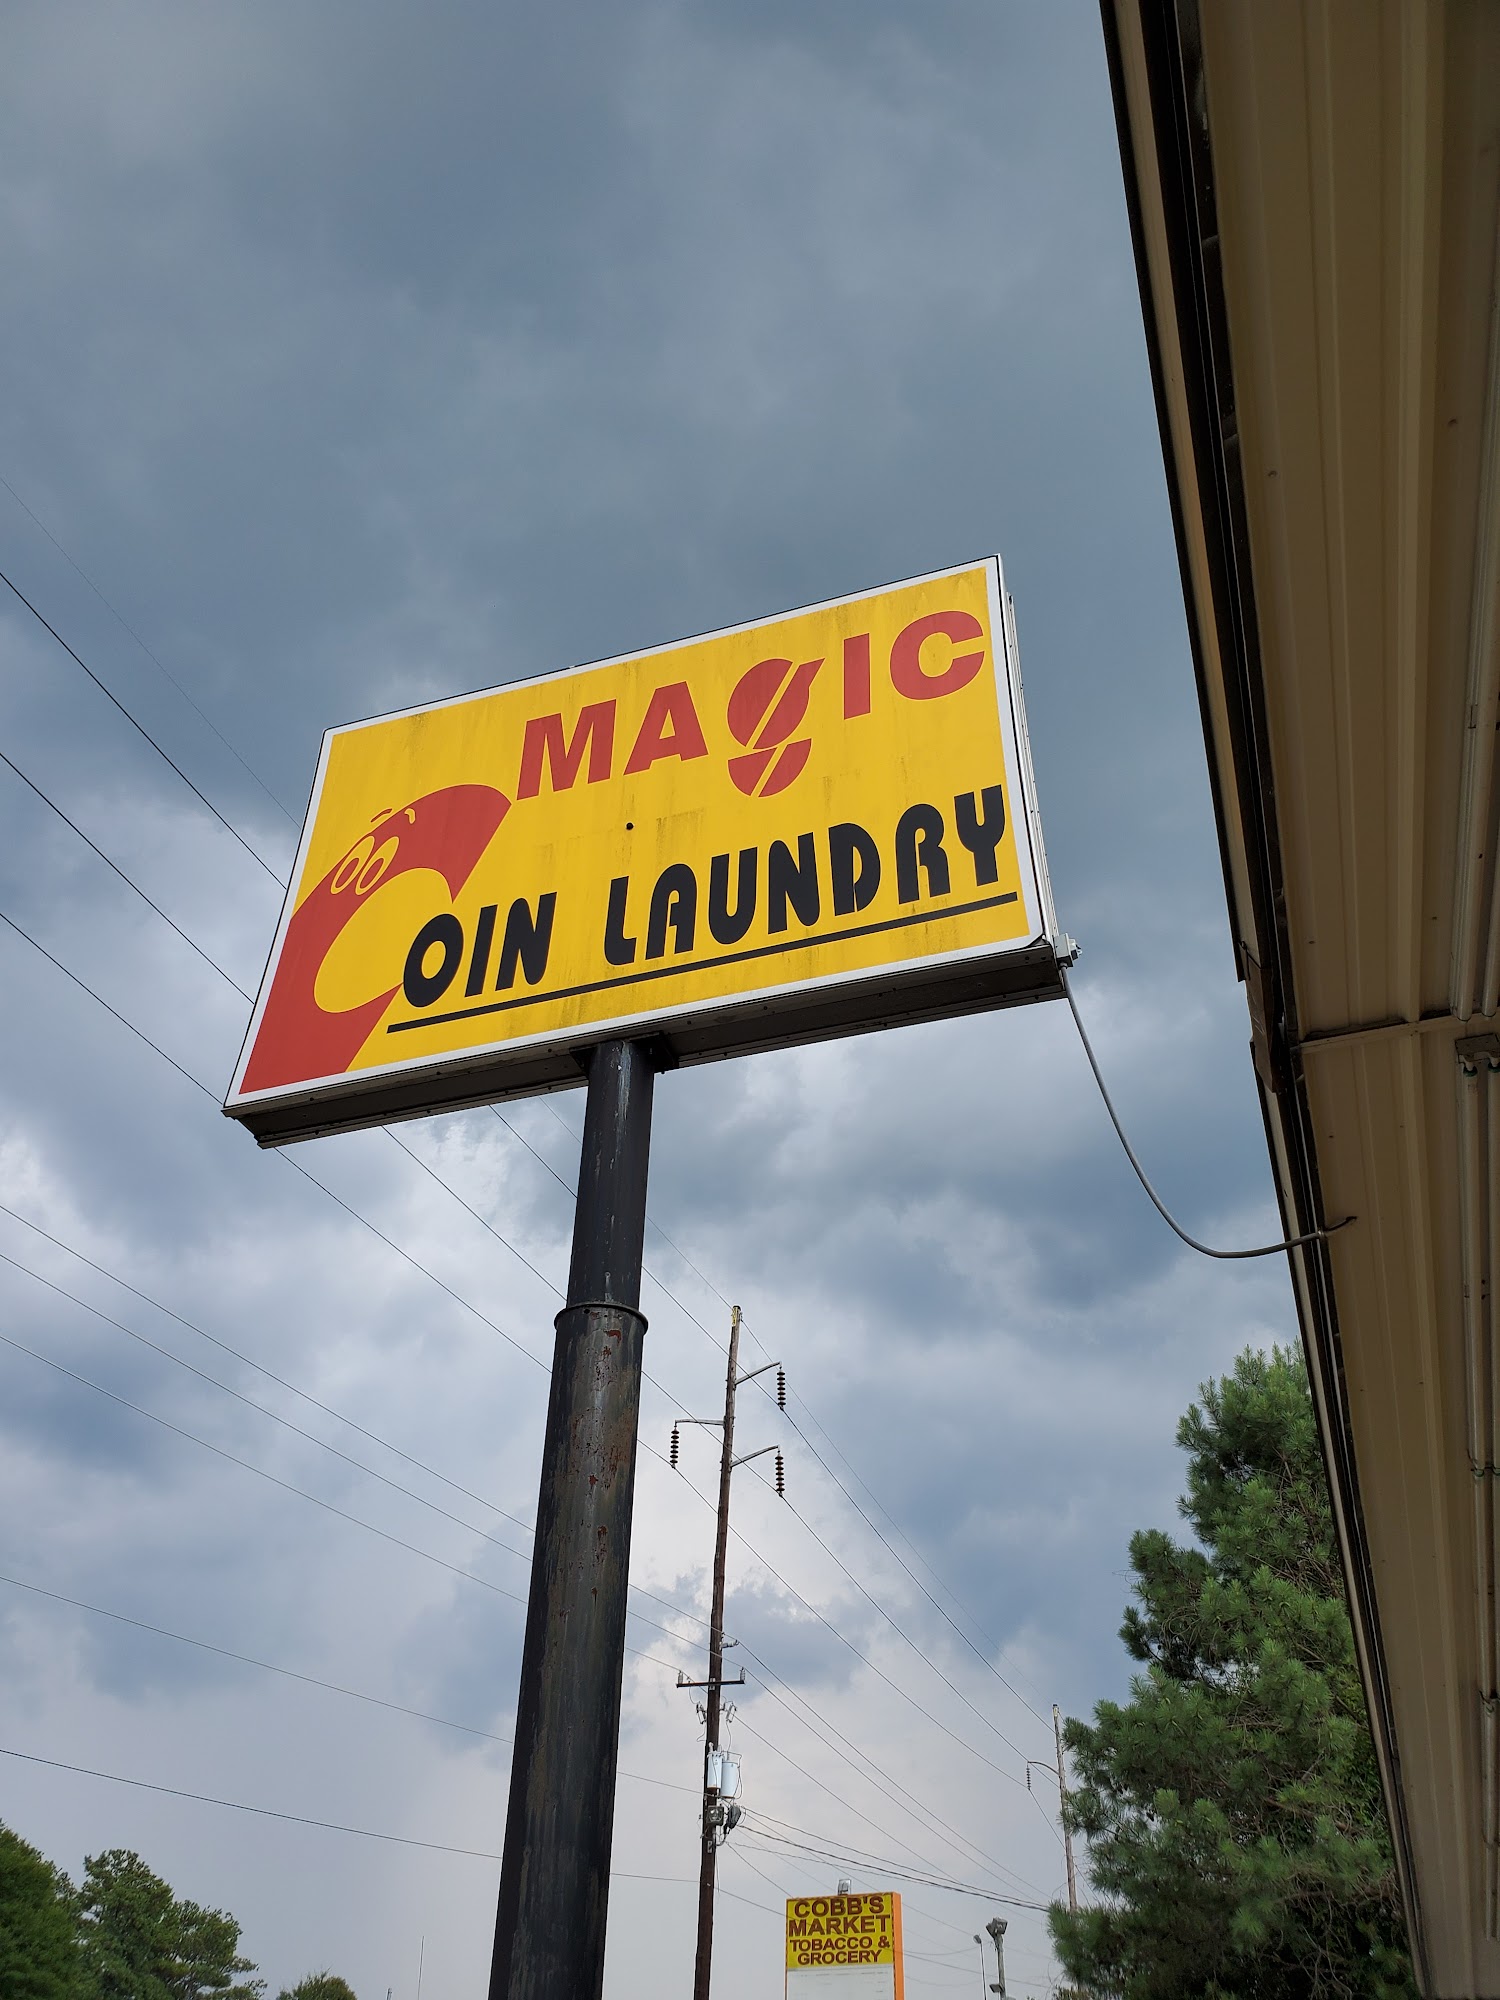 MAgIC
COIN LAUNDRY
COBB'S
MARKET
TOBACCO &
GROCERY